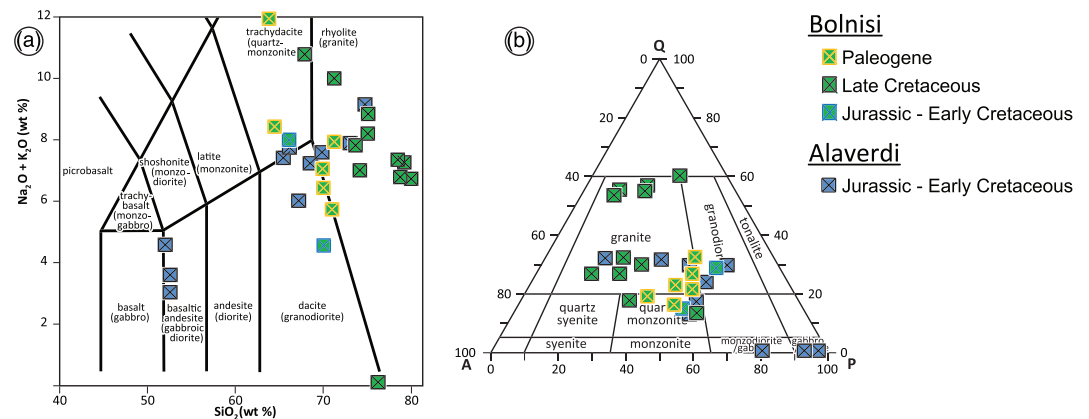 (a)
Na2O + K2O (wt %)
12
10
8
6
4
2
40
50
60
70
80
SiO2(wt %)
trachydacite
(quartz-
monzonite
rhyolite
(granite)
picrobasalt
shoshonite
(monzo-
diorite)
latite
(monzonite)
trachy-
basalt
(monzo-
gabbro)
basalt
(gabbro)
basaltic
andesite
(gabbroic
diorite)
andesite
(diorite)
dacite
(granodiorite)
(b)
Q
0
100
20
80
40
60
60
40
80
20
100
0
A
P
0
20
40
60
80
100
granite
granodior
tonalite
quartz
syenite
monzonite
syenite
monzonite
monzodiorite
Bolnisi
Paleogene
Late Cretaceous
Jurassic - Early Cretaceous
Alaverdi
Jurassic - Early Cretaceous